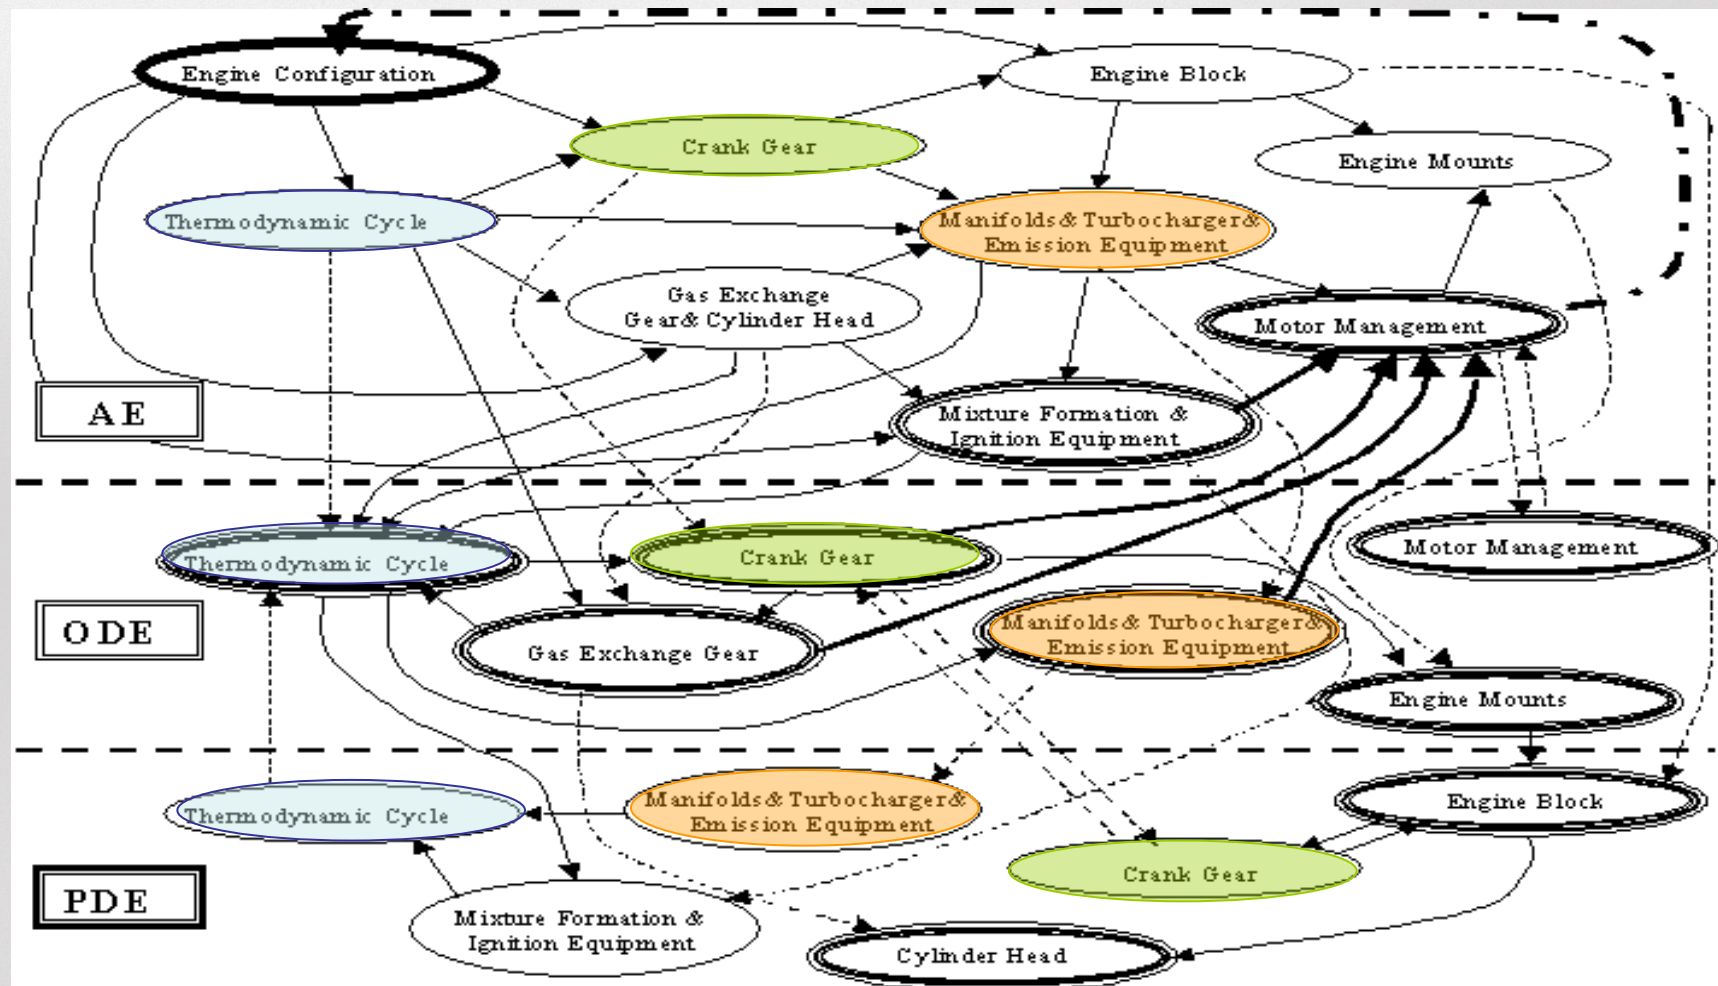 Engine Configuration
Engine Block
Crank Gear
Engine Mounts
Thermodynamic Cycle
Manifolds& Turbocharger&
Emission Equipment
Gas Exchange
Gear& Cylinder Head
Motor Management
AE
Mixture Formation &
Ignition Equipment
Thermodynamic Cycle
Crank Gear
Motor Management
ODE
Gas Exchange Gear
Manifolds& Turbocharger&
Emission Equipment
Engine Mounts
Thermodynamic Cycle
Manifolds& Turbocharger&
Emission Equipment
Engine Block
Crank Gear
PDE
Mixture Formation &
Ignition Equipment
Cylinder Head